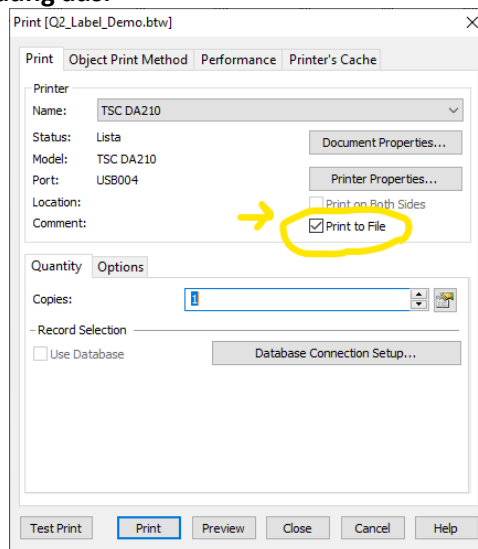 Print [Q2_Label_Demo.btw]
Print Object Print Method Performance Printer's Cache
Printer
Name: TSC DA210
Status: Lista Document Properties...
Model: TSC DA210
Port: USB004 Printer Properties...
Location: Print on Both Sides
Comment: Print to File
Quantity Options
Copies: 1
Record Selection
Use Database Database Connection Setup...
Test Print Print Preview Close Cancel Help